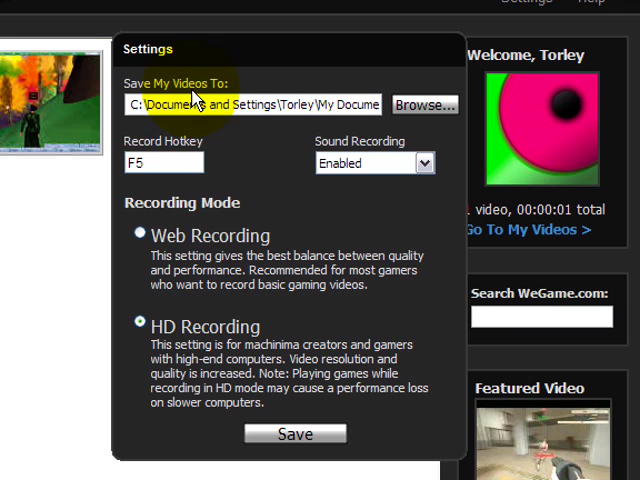 Settings
Help
Settings
Welcome, Torley
Save My Videos To:
C:\Documents and Settings\Torley\My Docume
Browse...
Record Hotkey
Sound Recording
F5
Enabled
Recording Mode
video, 00:00:01 total
Go To My Videos >
Web Recording
This setting gives the best balance between quality
and performance. Recommended for most gamers
who want to record basic gaming videos.
Search WeGame.com:
HD Recording
This setting is for machinima creators and gamers
with high-end computers. Video resolution and
quality is increased. Note: Playing games while
recording in HD mode may cause a performance loss
on slower computers.
Featured Video
Save